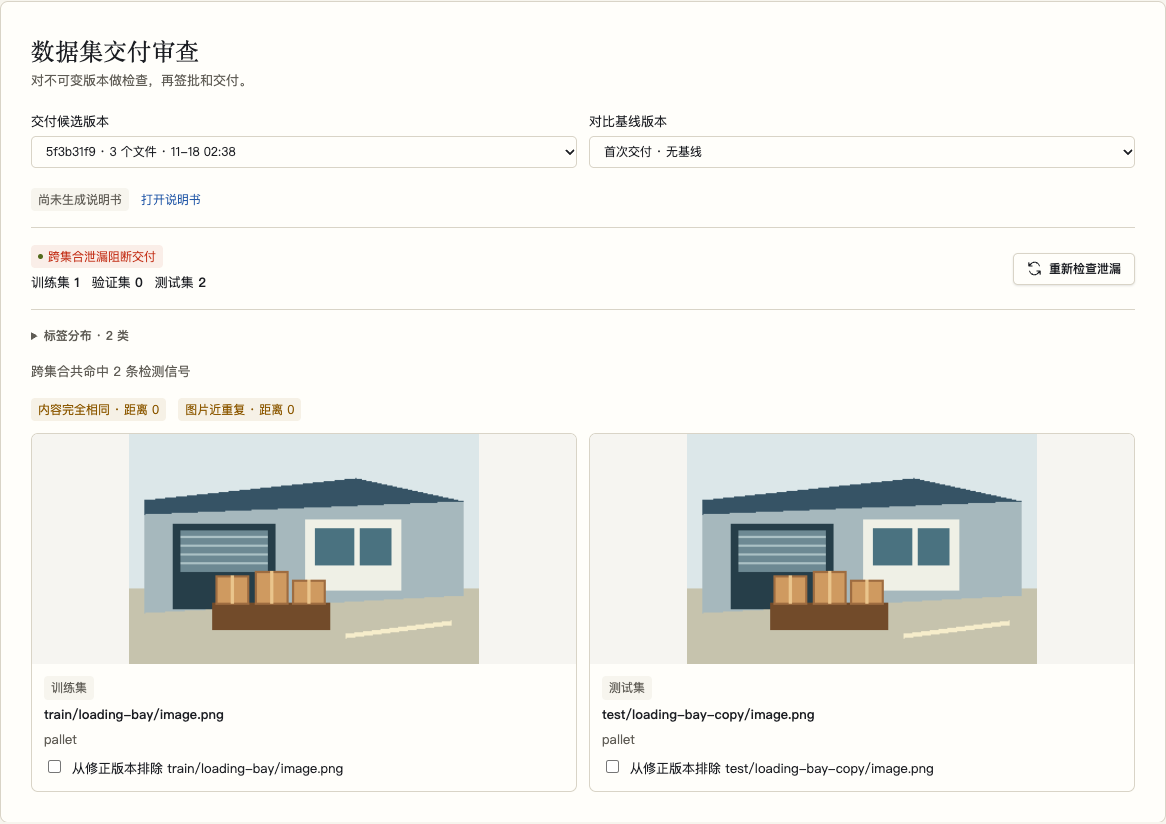 数据集交付审查
对不可变版本做检查，再签批和交付。
交付候选版本
对比基线版本
5f3b31f9 · 3 个文件 · 11-18 02:38
首次交付 · 无基线
尚未生成说明书 打开说明书
跨集合泄漏阻断交付
训练集 1 验证集 0 测试集 2
重新检查泄漏
标签分布 · 2 类
跨集合共命中 2 条检测信号
内容完全相同 · 距离 0 图片近重复 · 距离 0
训练集
train/loading-bay/image.png
pallet
从修正版本排除 train/loading-bay/image.png
测试集
test/loading-bay-copy/image.png
pallet
从修正版本排除 test/loading-bay-copy/image.png